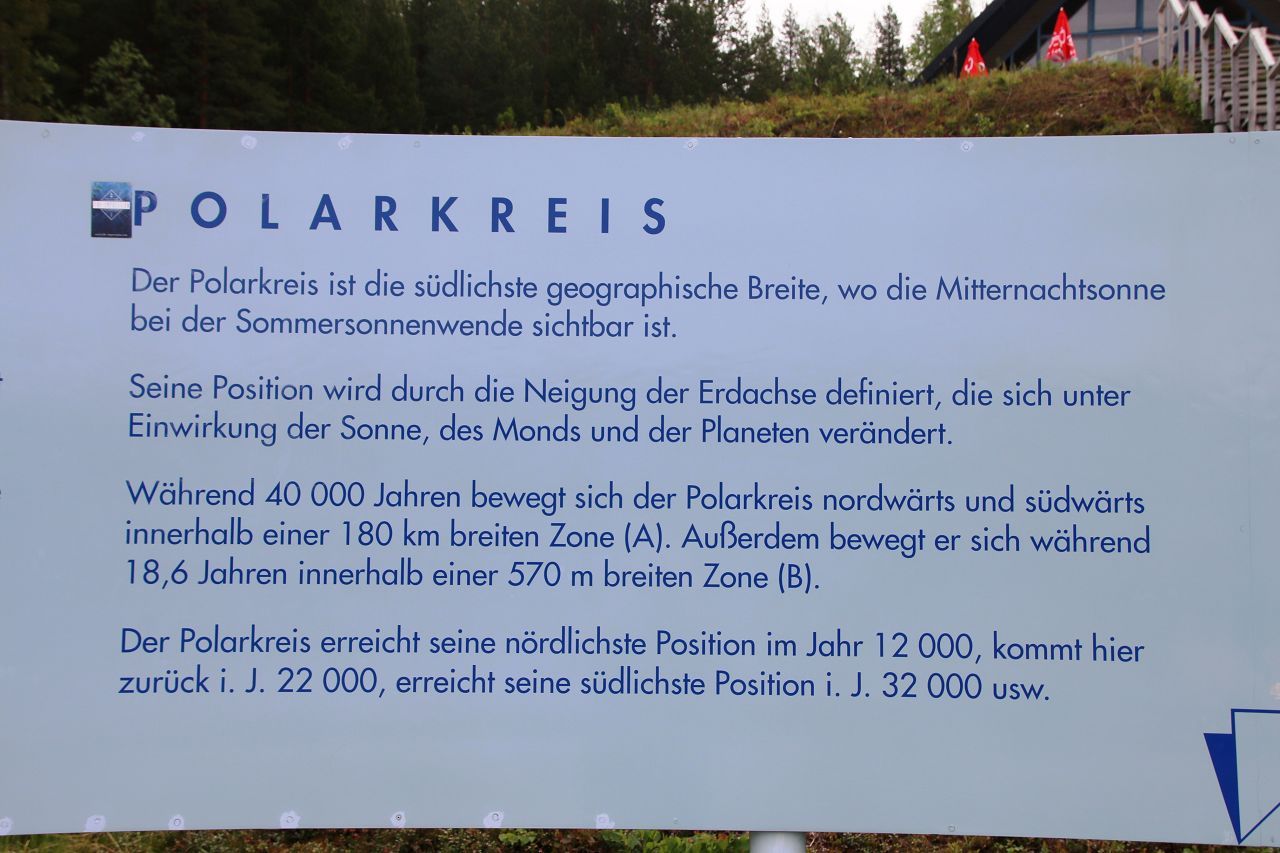 POLARKREIS
Der Polarkreis ist die südlichste geographische Breite, wo die Mitternachtsonne
bei der Sommersonnenwende sichtbar ist.
Seine Position wird durch die Neigung der Erdachse definiert, die sich unter
Einwirkung der Sonne, des Monds und der Planeten verändert.
Während 40 000 Jahren bewegt sich der Polarkreis nordwärts und südwärts
innerhalb einer 180 km breiten Zone (A). Außerdem bewegt er sich während
18,6 Jahren innerhalb einer 570 m breiten Zone (B).
Der Polarkreis erreicht seine nördlichste Position im Jahr 12 000, kommt hier
zurück i. J. 22 000, erreicht seine südlichste Position i. J. 32 000 usw.